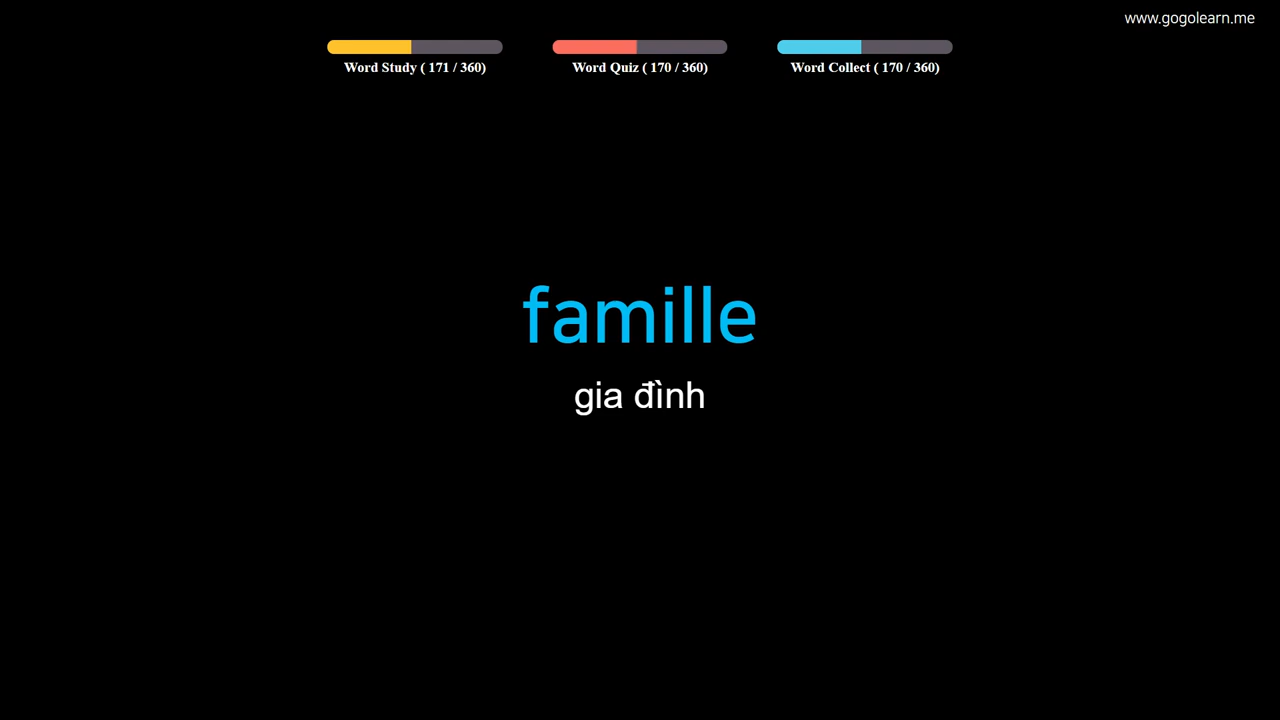 www.gogolearn.me
Word Study ( 171 / 360)
Word Quiz ( 170 / 360)
Word Collect ( 170 / 360)
famille
gia đình